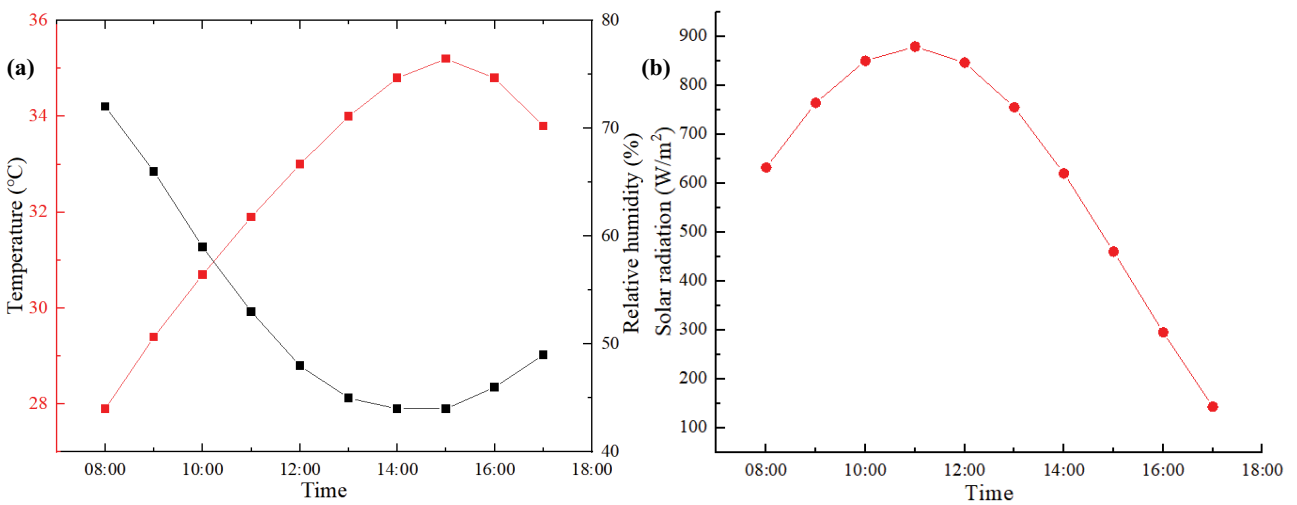 (a)
Temperature (°C)
36
34
32
30
28
80
70
60
50
40
Relative humidity (%)
08:00 10:00 12:00 14:00 16:00 18:00
Time
(b)
Solar radiation (W/m²)
900
800
700
600
500
400
300
200
100
08:00 10:00 12:00 14:00 16:00 18:00
Time